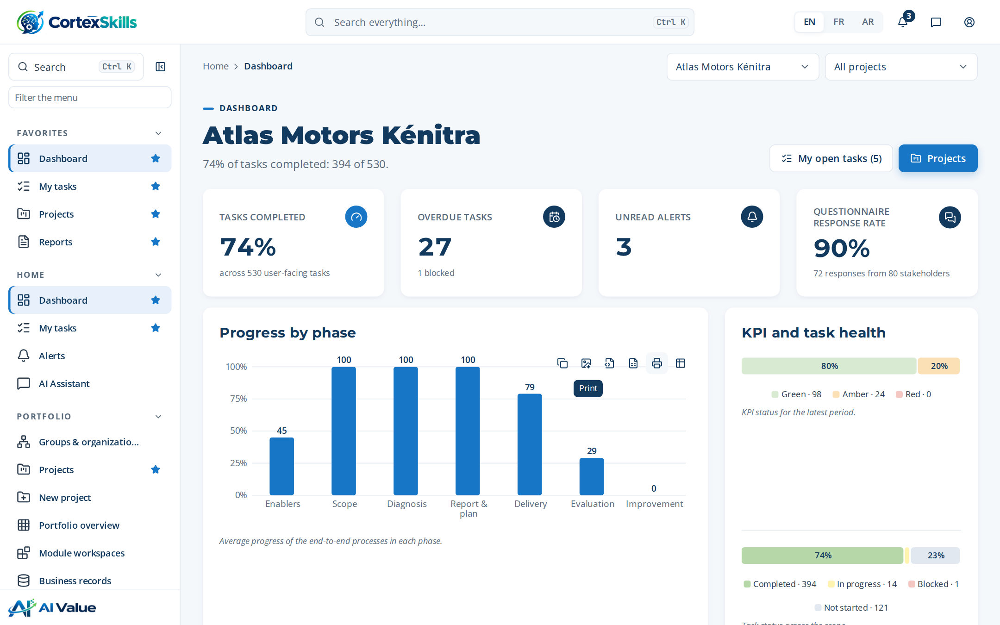 CortexSkills
Search everything...
Ctrl K
EN
FR
AR
3
Search
Ctrl K
Filter the menu
FAVORITES
Dashboard
My tasks
Projects
Reports
HOME
Dashboard
My tasks
Alerts
AI Assistant
PORTFOLIO
Groups & organizatio...
Projects
New project
Portfolio overview
Module workspaces
Business records
AI Value
Home > Dashboard
Atlas Motors Kénitra
All projects
DASHBOARD
Atlas Motors Kénitra
74% of tasks completed: 394 of 530.
My open tasks (5)
Projects
TASKS COMPLETED
74%
across 530 user-facing tasks
OVERDUE TASKS
27
1 blocked
UNREAD ALERTS
3
QUESTIONNAIRE
RESPONSE RATE
90%
72 responses from 80 stakeholders
Progress by phase
100%
75%
50%
25%
0%
45
100
100
100
79
29
0
Print
Enablers
Scope
Diagnosis
Report &
plan
Delivery
Evaluation
Improvement
Average progress of the end-to-end processes in each phase.
KPI and task health
80%
20%
Green · 98
Amber · 24
Red · 0
KPI status for the latest period.
74%
23%
Completed · 394
In progress · 14
Blocked · 1
Not started · 121
Task status across the scope.